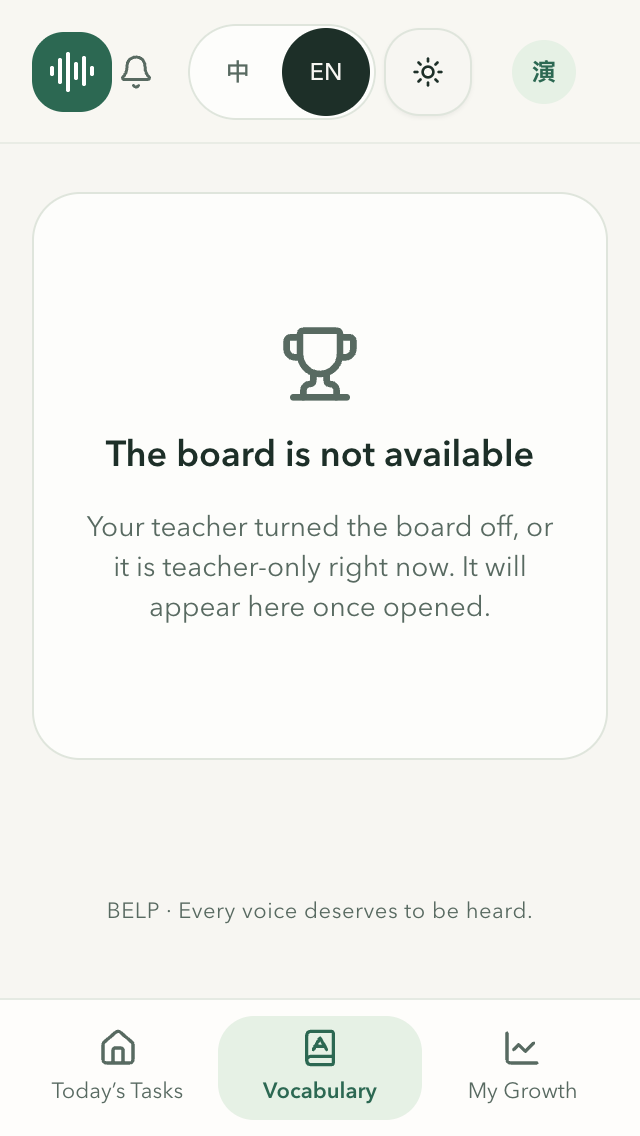 中
EN
演
The board is not available
Your teacher turned the board off, or
it is teacher-only right now. It will
appear here once opened.
BELP · Every voice deserves to be heard.
Today’s Tasks
Vocabulary
My Growth